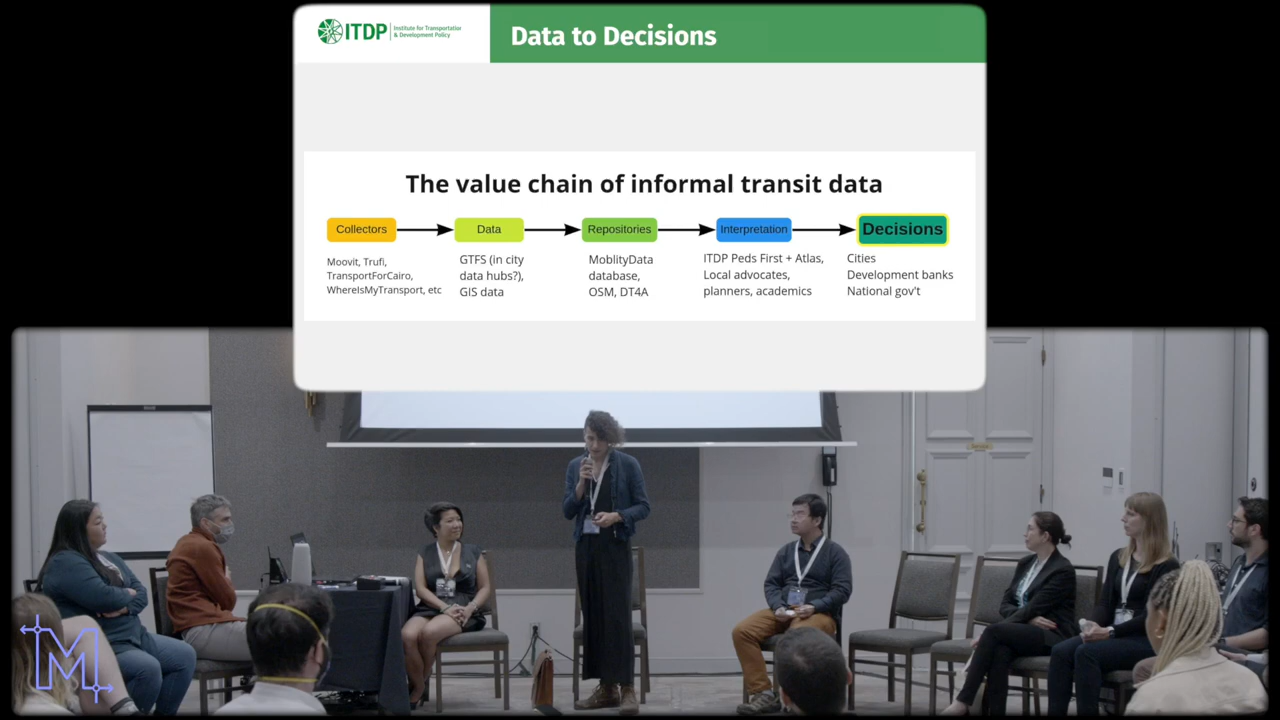 ITDP
Institute for Transportation
& Development Policy
Data to Decisions
The value chain of informal transit data
Collectors
Data
Repositories
Interpretation
Decisions
Moovit, Trufi,
TransportForCairo,
WhereIsMyTransport, etc
GTFS (in city
data hubs?),
GIS data
MoblityData
database,
OSM, DT4A
ITDP Peds First + Atlas,
Local advocates,
planners, academics
Cities
Development banks
National gov't
M